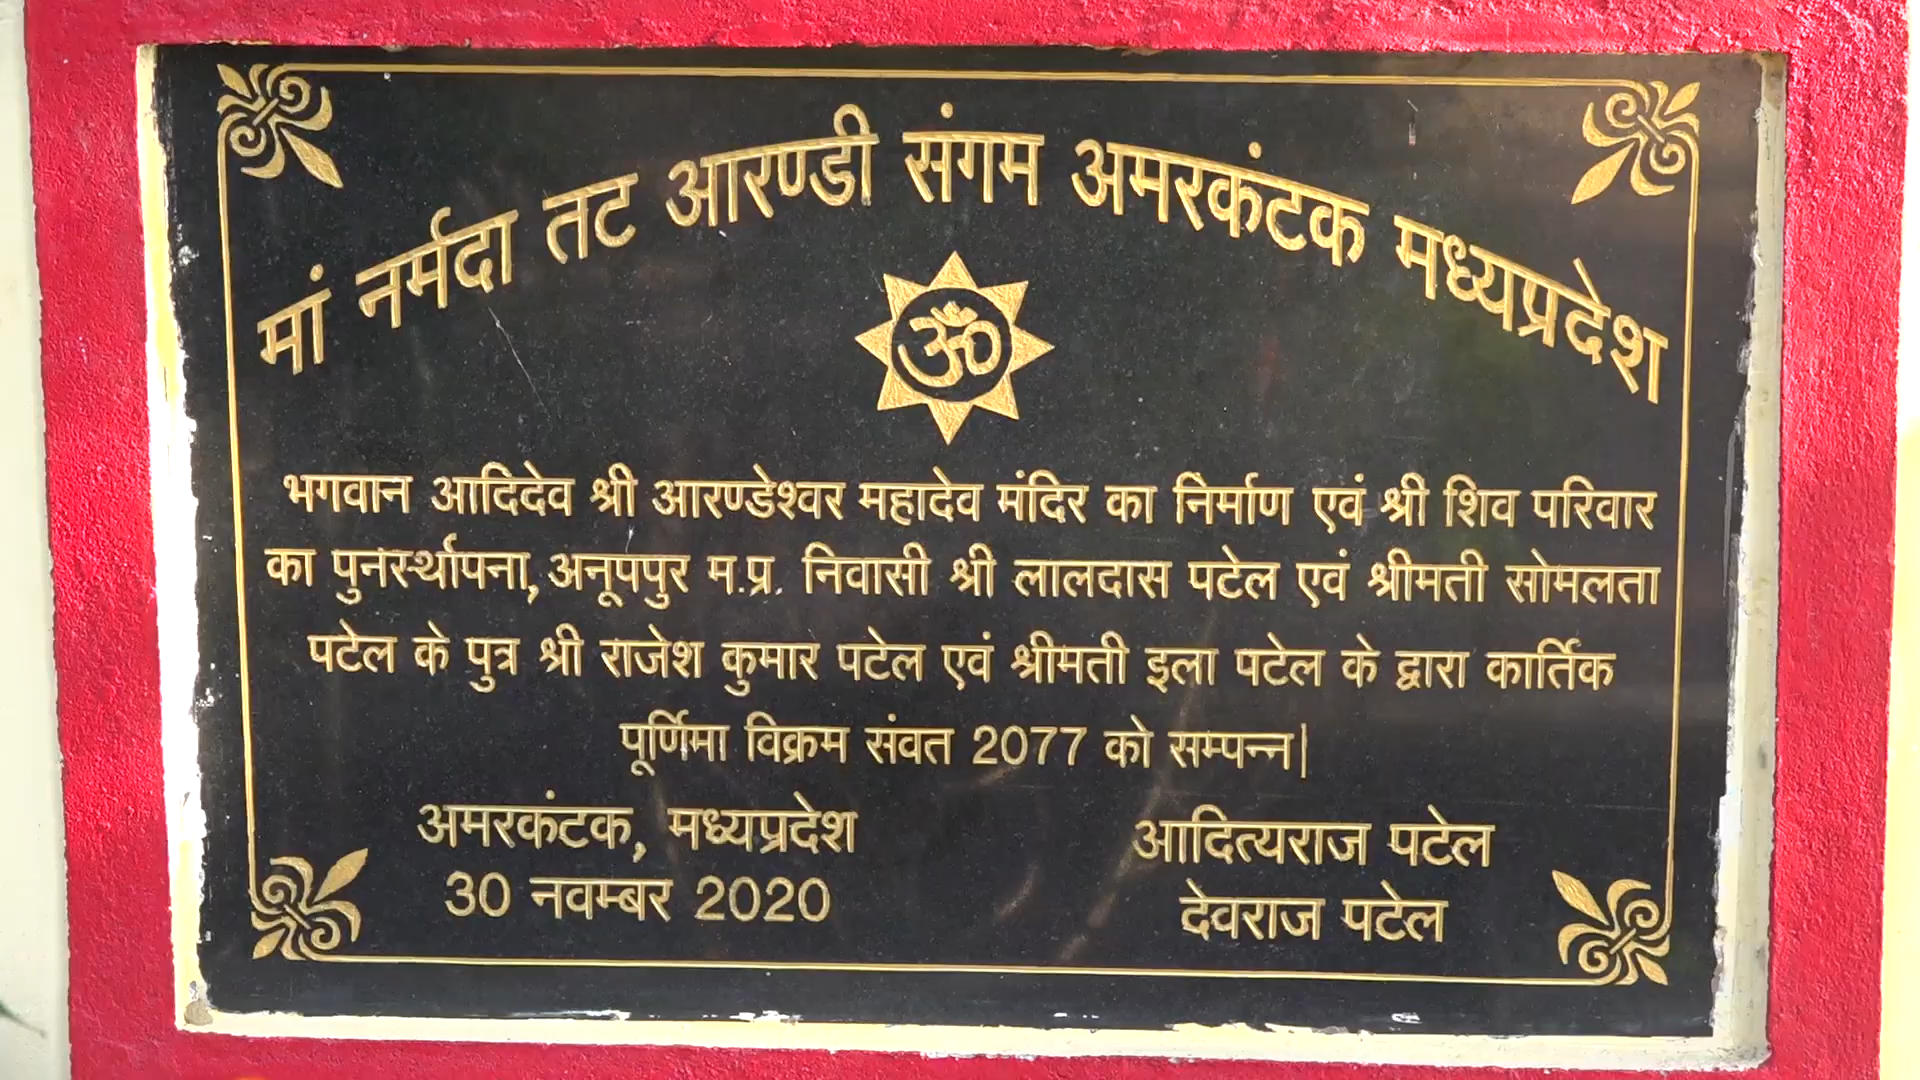 मां नर्मदा तट आरण्डी संगम अमरकंटक मध्यप्रदेश
ॐ
भगवान आदिदेव श्री आरण्डेश्वर महादेव मंदिर का निर्माण एवं श्री शिव परिवार
का पुनर्स्थापना, अनूपपुर म.प्र. निवासी श्री लालदास पटेल एवं श्रीमती सोमलता
पटेल के पुत्र श्री राजेश कुमार पटेल एवं श्रीमती इला पटेल के द्वारा कार्तिक
पूर्णिमा विक्रम संवत 2077 को सम्पन्न|
अमरकंटक, मध्यप्रदेश
30 नवम्बर 2020
आदित्यराज पटेल
देवराज पटेल